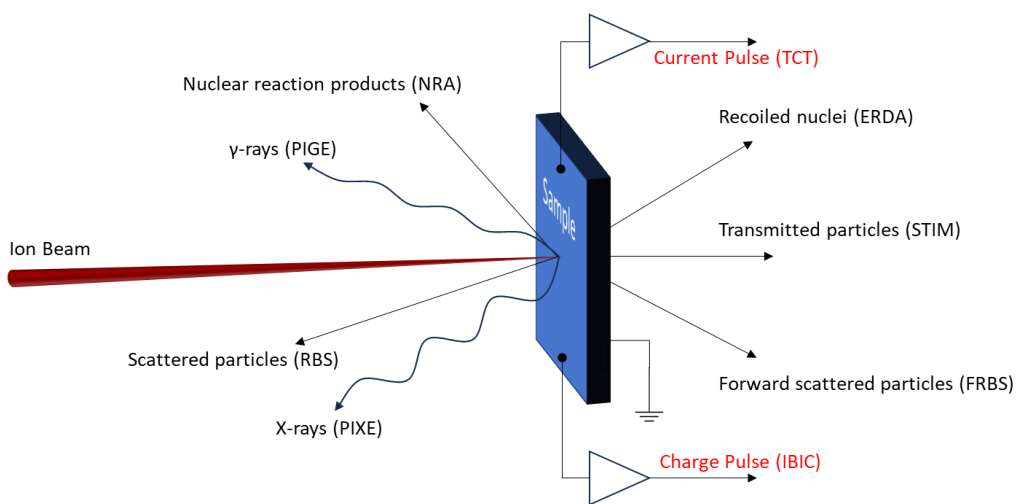 Current Pulse (TCT)
Nuclear reaction products (NRA)
Recoiled nuclei (ERDA)
γ-rays (PIGE)
Sample
Transmitted particles (STIM)
Ion Beam
Scattered particles (RBS)
Forward scattered particles (FRBS)
X-rays (PIXE)
Charge Pulse (IBIC)